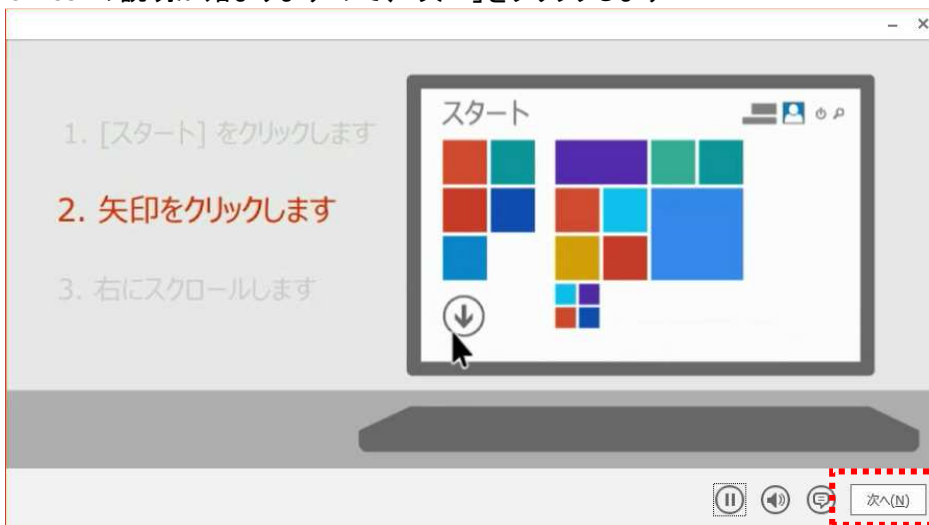 1. [スタート] をクリックします
2. 矢印をクリックします
3. 右にスクロールします
スタート
次へ(N)